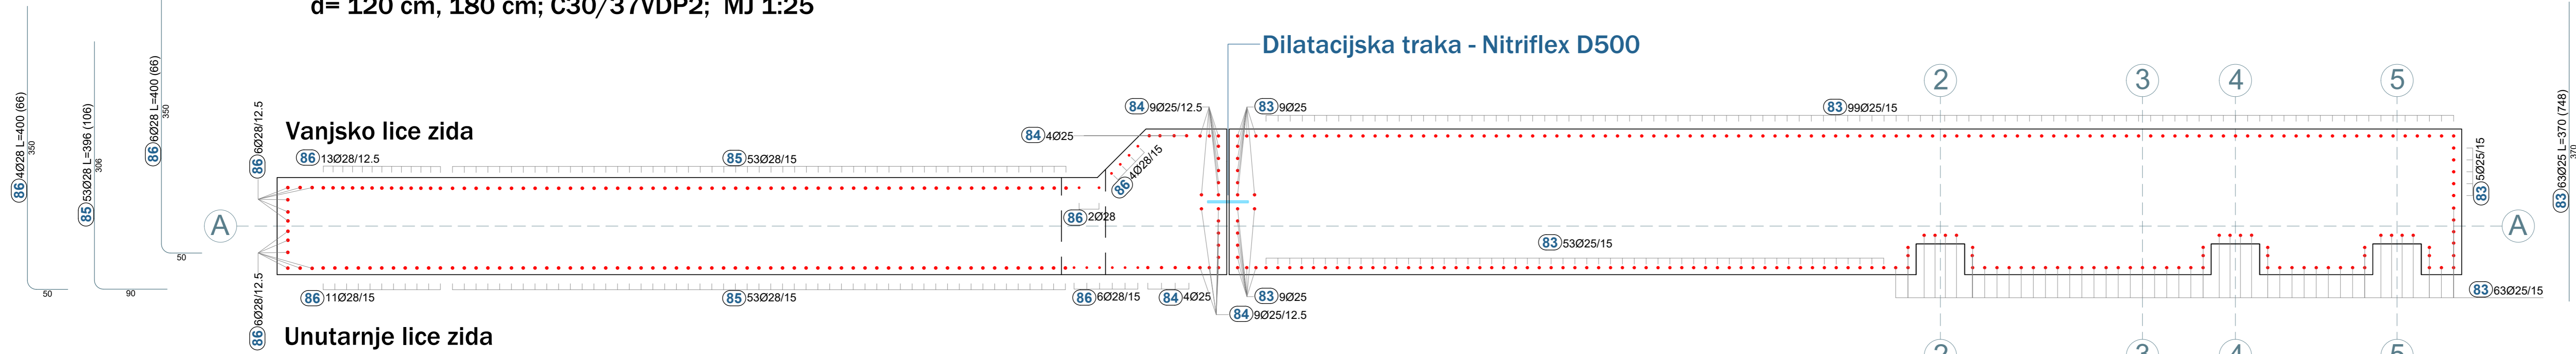 d= 120 cm, 180 cm; C30/37VDP2; MJ 1:25
Dilatacijska traka - Nitriflex D500
86 4Ø28 L=400 (66)
350
50
85 53Ø28 L=396 (106)
306
90
86 6Ø28 L=400 (66)
350
50
A
86 6Ø28/12.5
86 6Ø28/12.5
Vanjsko lice zida
86 13Ø28/12.5
85 53Ø28/15
84 4Ø25
84 9Ø25/12.5
86 4Ø28/15
86 2Ø28
83 9Ø25
83 99Ø25/15
2
3
4
5
83 5Ø25/15
A
83 53Ø25/15
86 11Ø28/15
85 53Ø28/15
86 6Ø28/15
84 4Ø25
83 9Ø25
84 9Ø25/12.5
83 63Ø25/15
Unutarnje lice zida
2
3
4
5
83 63Ø25 L=370 (748)
370